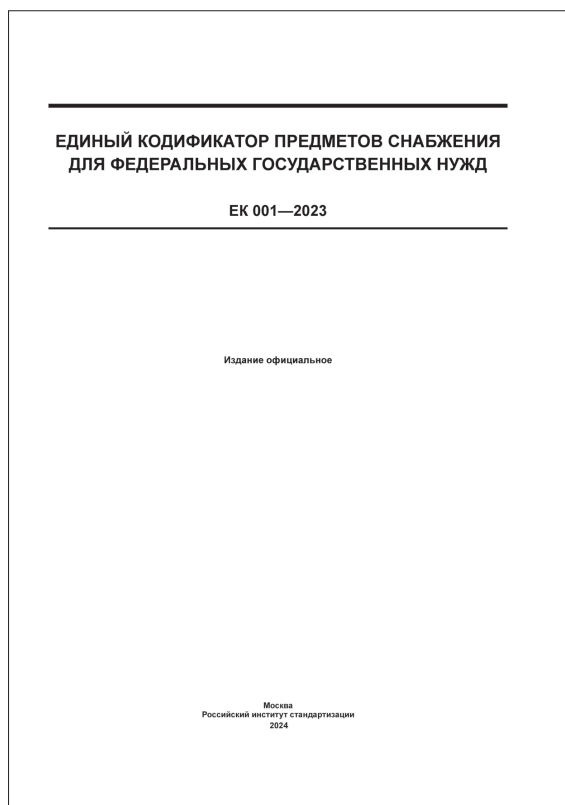 ЕДИНЫЙ КОДИФИКАТОР ПРЕДМЕТОВ СНАБЖЕНИЯ
ДЛЯ ФЕДЕРАЛЬНЫХ ГОСУДАРСТВЕННЫХ НУЖД
ЕК 001—2023
Издание официальное
Москва
Российский институт стандартизации
2024